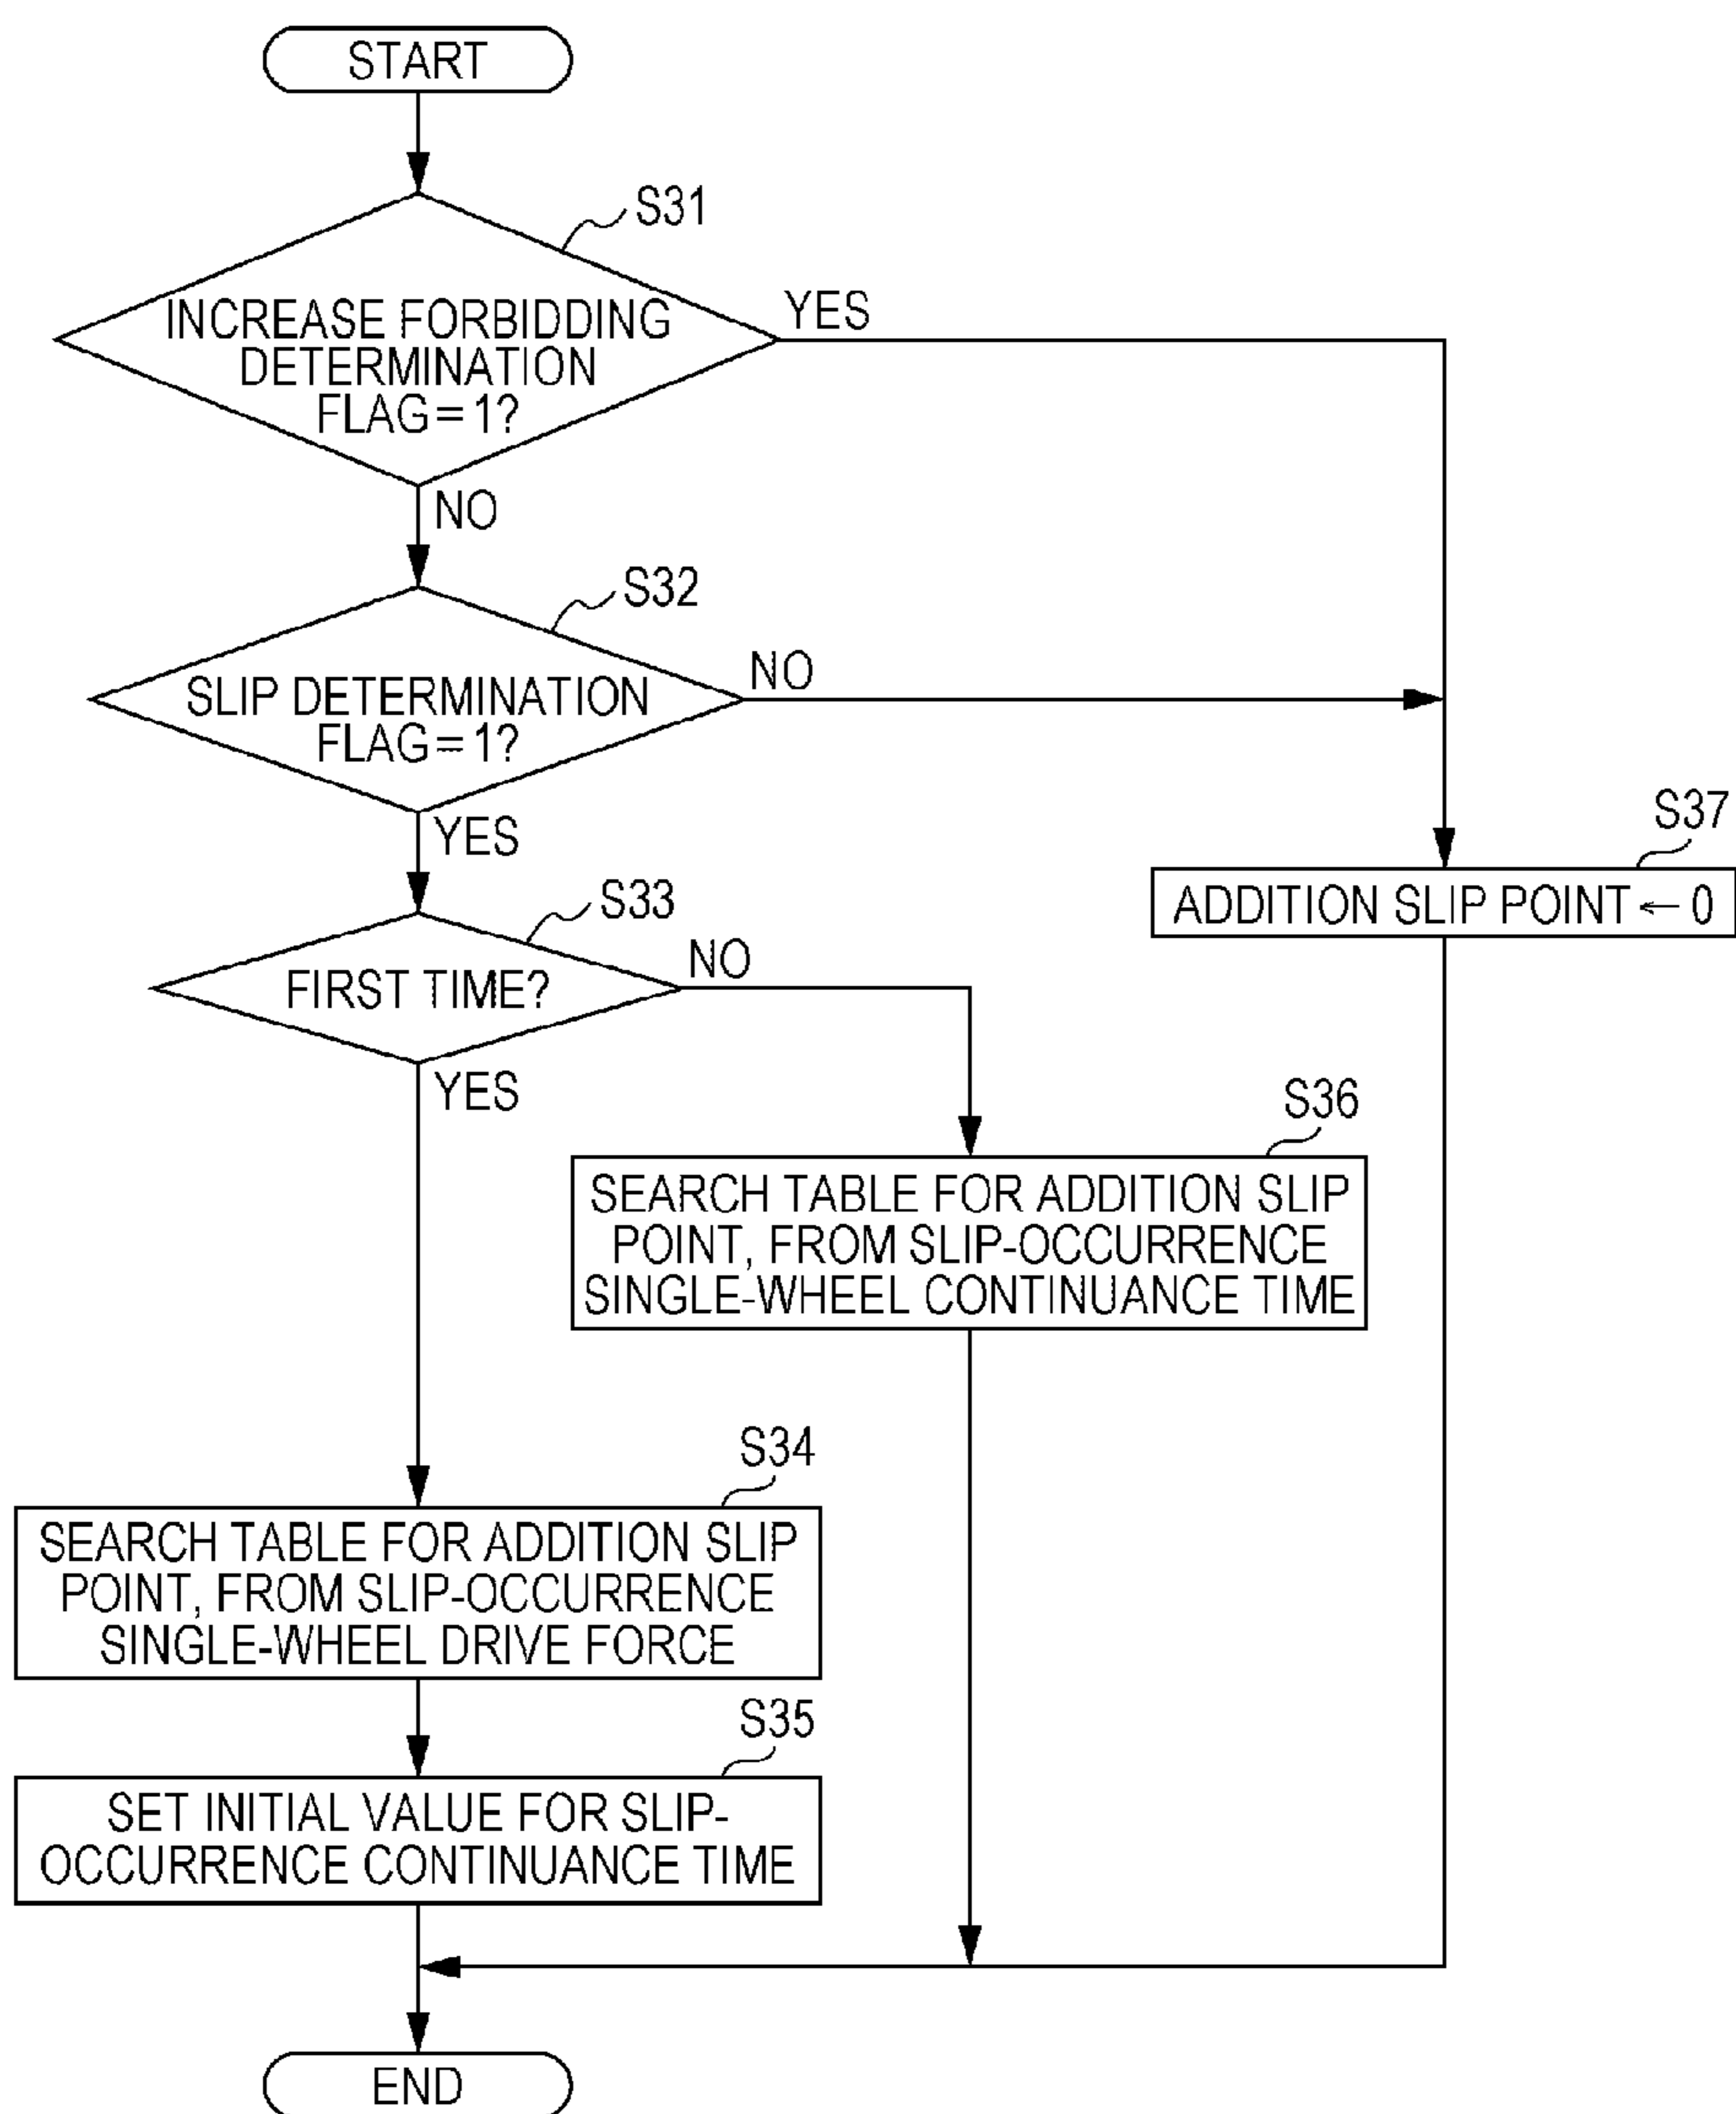 START
S31
INCREASE FORBIDDING
DETERMINATION
FLAG=1?
YES
NO
S32
SLIP DETERMINATION
FLAG=1?
NO
YES
S37
ADDITION SLIP POINT ← 0
S33
FIRST TIME?
NO
YES
S36
SEARCH TABLE FOR ADDITION SLIP
POINT, FROM SLIP-OCCURRENCE
SINGLE-WHEEL CONTINUANCE TIME
S34
SEARCH TABLE FOR ADDITION SLIP
POINT, FROM SLIP-OCCURRENCE
SINGLE-WHEEL DRIVE FORCE
S35
SET INITIAL VALUE FOR SLIP-
OCCURRENCE CONTINUANCE TIME
END